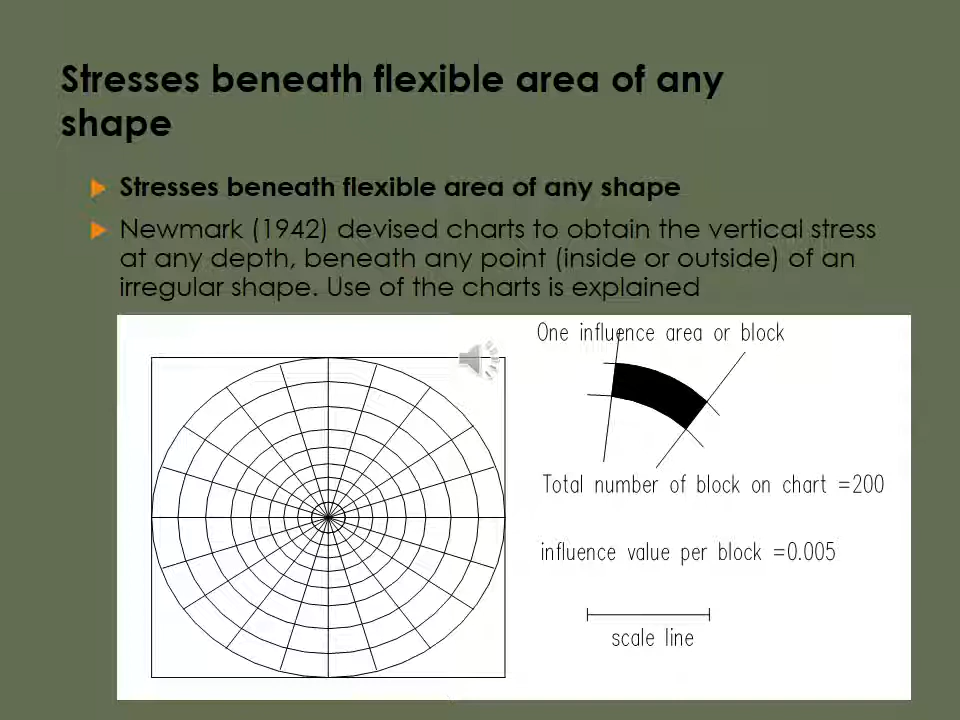 Stresses beneath flexible area of any
shape
Stresses beneath flexible area of any shape
Newmark (1942) devised charts to obtain the vertical stress
at any depth, beneath any point (inside or outside) of an
irregular shape. Use of the charts is explained
One influence area or block
Total number of block on chart =200
influence value per block =0.005
scale line